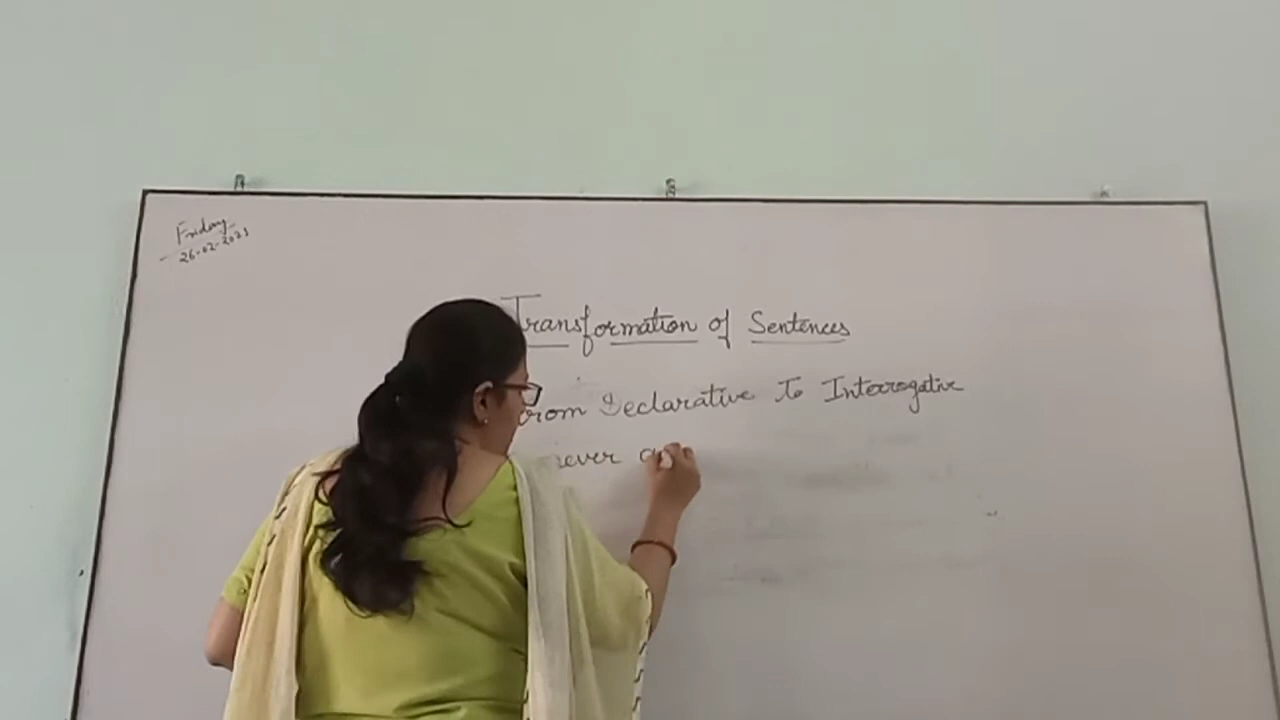 Friday
26-02-2021
Transformation of Sentences
From Declarative To Interrogative
never